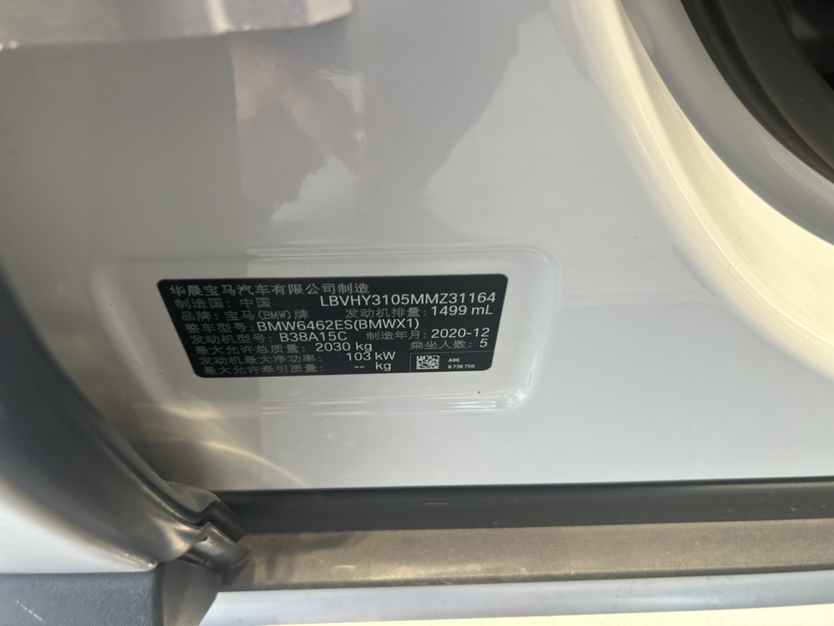 华晨宝马汽车有限公司制造
制造国：中国 LBVHY3105MMZ31164
品牌：宝马(BMW)牌 发动机排量：1499 mL
整车型号：BMW6462ES(BMWX1)
发动机型号：B38A15C 制造年月：2020-12
最大允许总质量：2030 kg 乘坐人数：5
发动机最大净功率：103 kW
最大允许牵引质量：-- kg
A96
8 738 756